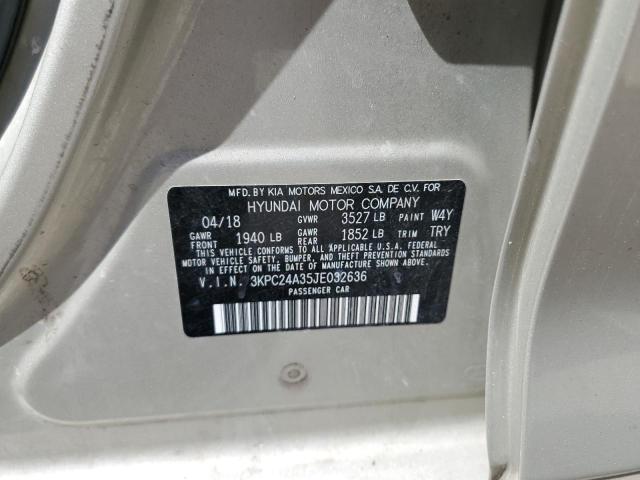 MFD. BY KIA MOTORS MEXICO S.A. DE C.V. FOR
HYUNDAI MOTOR COMPANY
04/18 GVWR 3527 LB PAINT W4Y
GAWR FRONT 1940 LB GAWR REAR 1852 LB TRIM TRY
THIS VEHICLE CONFORMS TO ALL APPLICABLE U.S.A. FEDERAL
MOTOR VEHICLE SAFETY, BUMPER, AND THEFT PREVENTION
STANDARDS IN EFFECT ON THE DATE OF MANUFACTURE SHOWN ABOVE.
V.I.N. 3KPC24A35JE032636
PASSENGER CAR